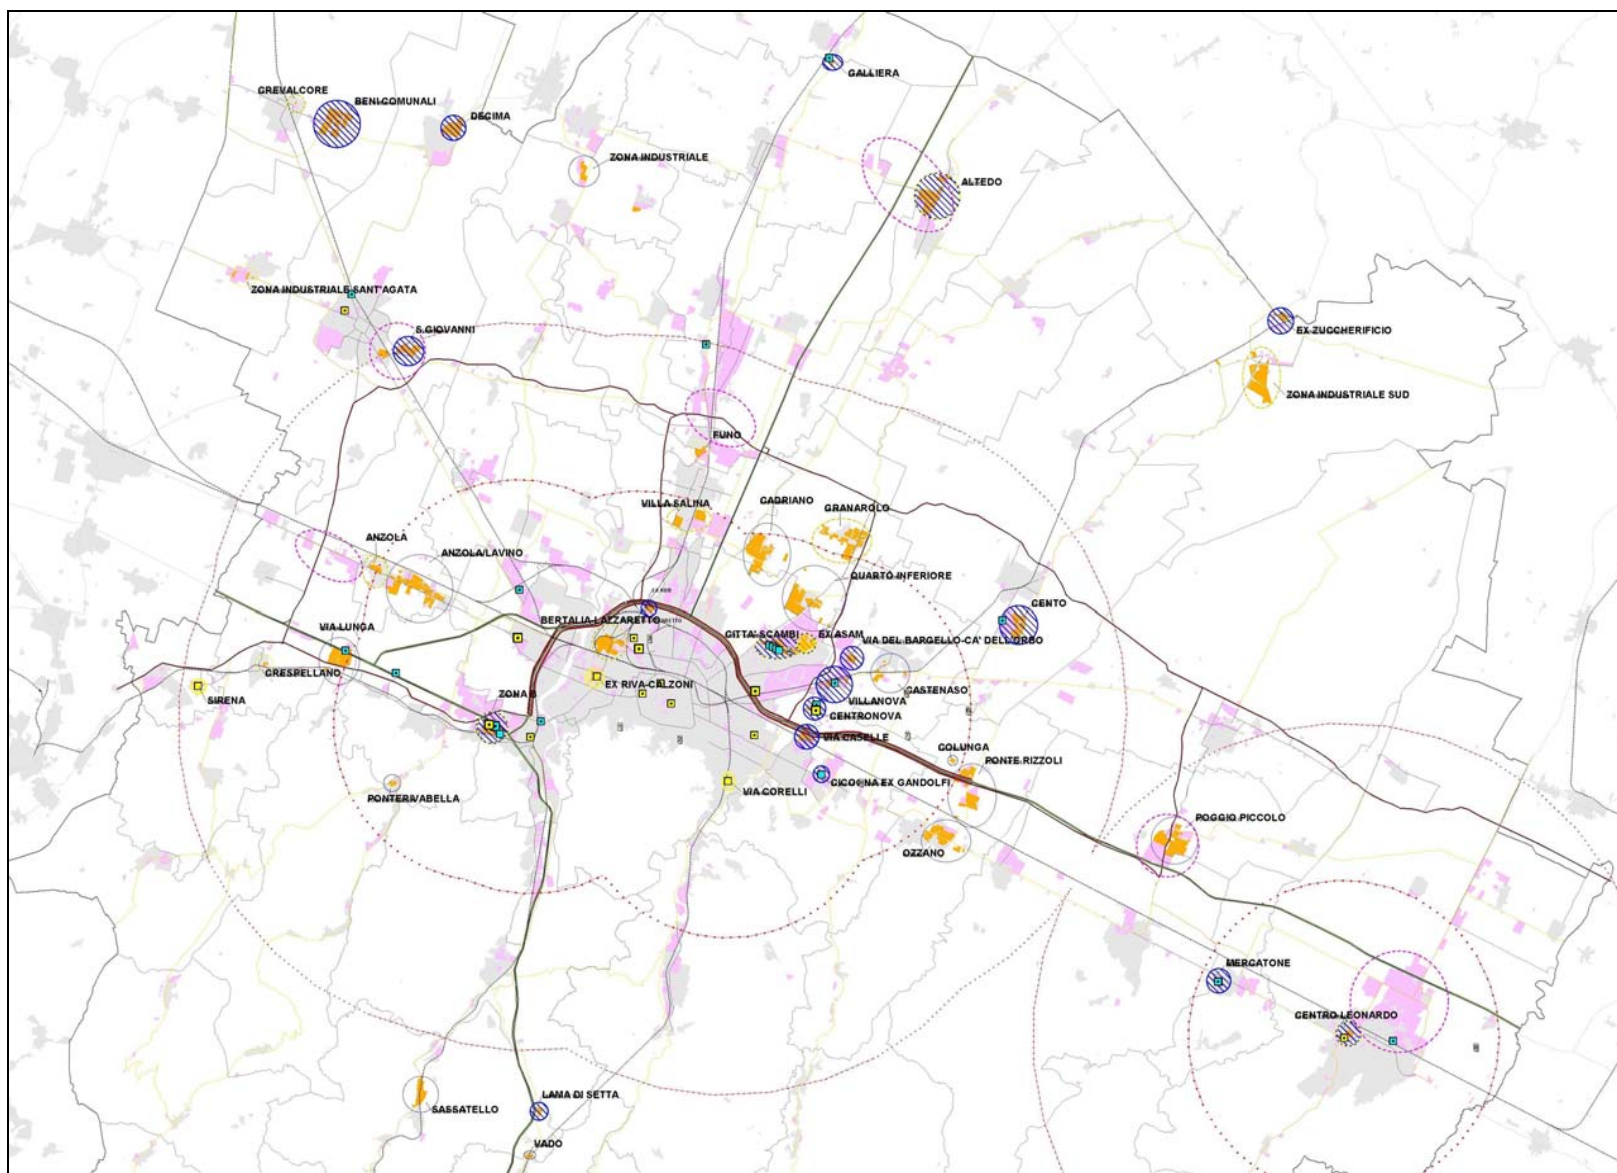 GALLIERA
CREVALCORE
BENI COMUNALI
DECIMA
ZONA INDUSTRIALE
ALTEDO
ZONA INDUSTRIALE SANT'AGATA
S.GIOVANNI
EX ZUCCHERIFICIO
ZONA INDUSTRIALE SUD
FUNO
VILLA SALINA
CADRIANO
GRANAROLO
ANZOLA
ANZOLA/LAVINO
QUARTO INFERIORE
CENTO
BERTALIA-LAZZARETTO
CITTA' SCAMBI
EX ASAM
VIA DEL BARGELLO-CA' DELL'ORBO
VIA LUNGA
CRESPELLANO
SIRENA
EX RIVA-CALZONI
ZONA B
CASTENASO
VILLANOVA
CENTRONOVA
VIA CASELLE
COLUNGA
PONTE RIZZOLI
CICOGNA EX GANDOLFI
VIA CORELLI
PONTERIVABELLA
POGGIO PICCOLO
OZZANO
MERCATONE
CENTRO LEONARDO
SASSATELLO
LAMA DI SETTA
VADO